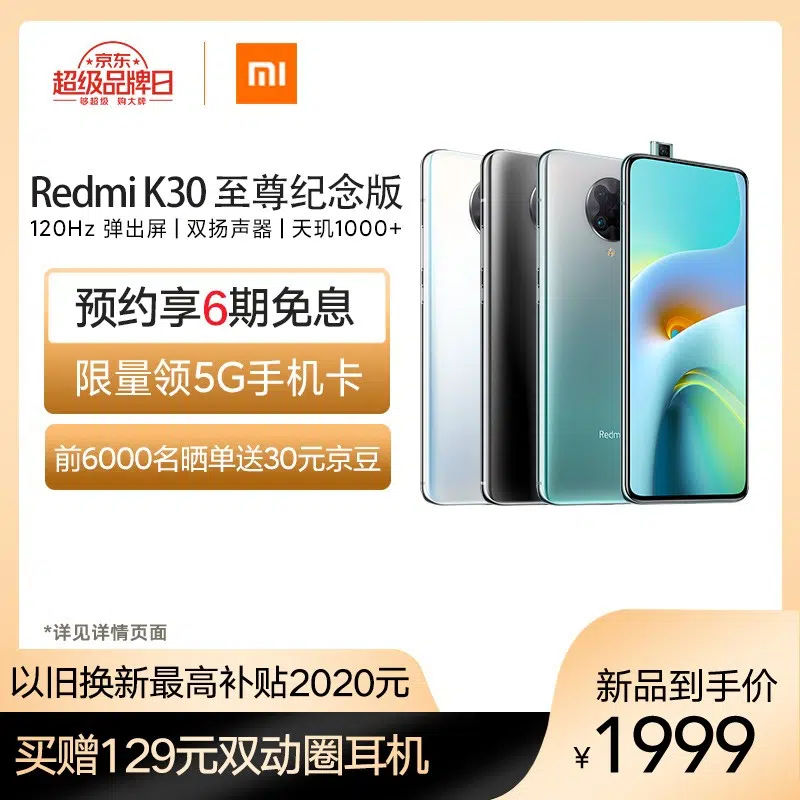 京东
超级品牌日
够超级 购大牌
mi
Redmi K30 至尊纪念版
120Hz 弹出屏 | 双扬声器 | 天玑1000+
预约享6期免息
限量领5G手机卡
前6000名晒单送30元京豆
Redmi
*详见详情页面
以旧换新最高补贴2020元
买赠129元双动圈耳机
新品到手价
¥1999